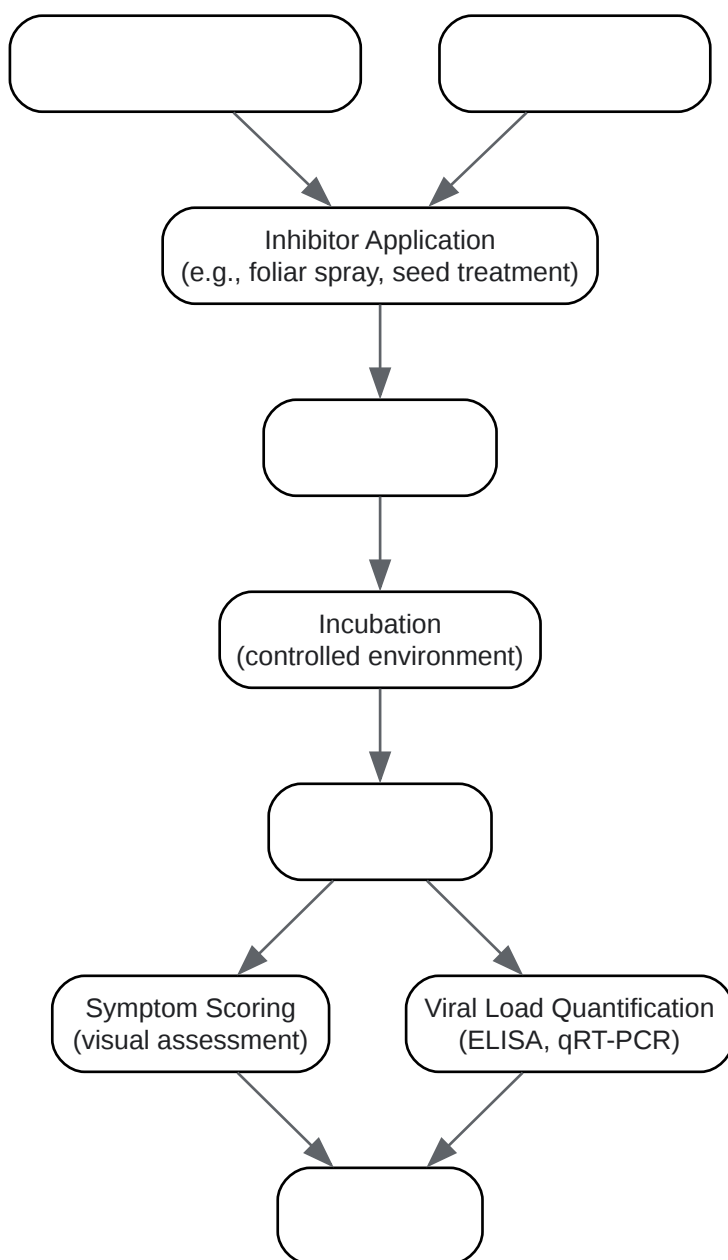 Inhibitor Application
(e.g., foliar spray, seed treatment)
Incubation
(controlled environment)
Symptom Scoring
(visual assessment)
Viral Load Quantification
(ELISA, qRT-PCR)